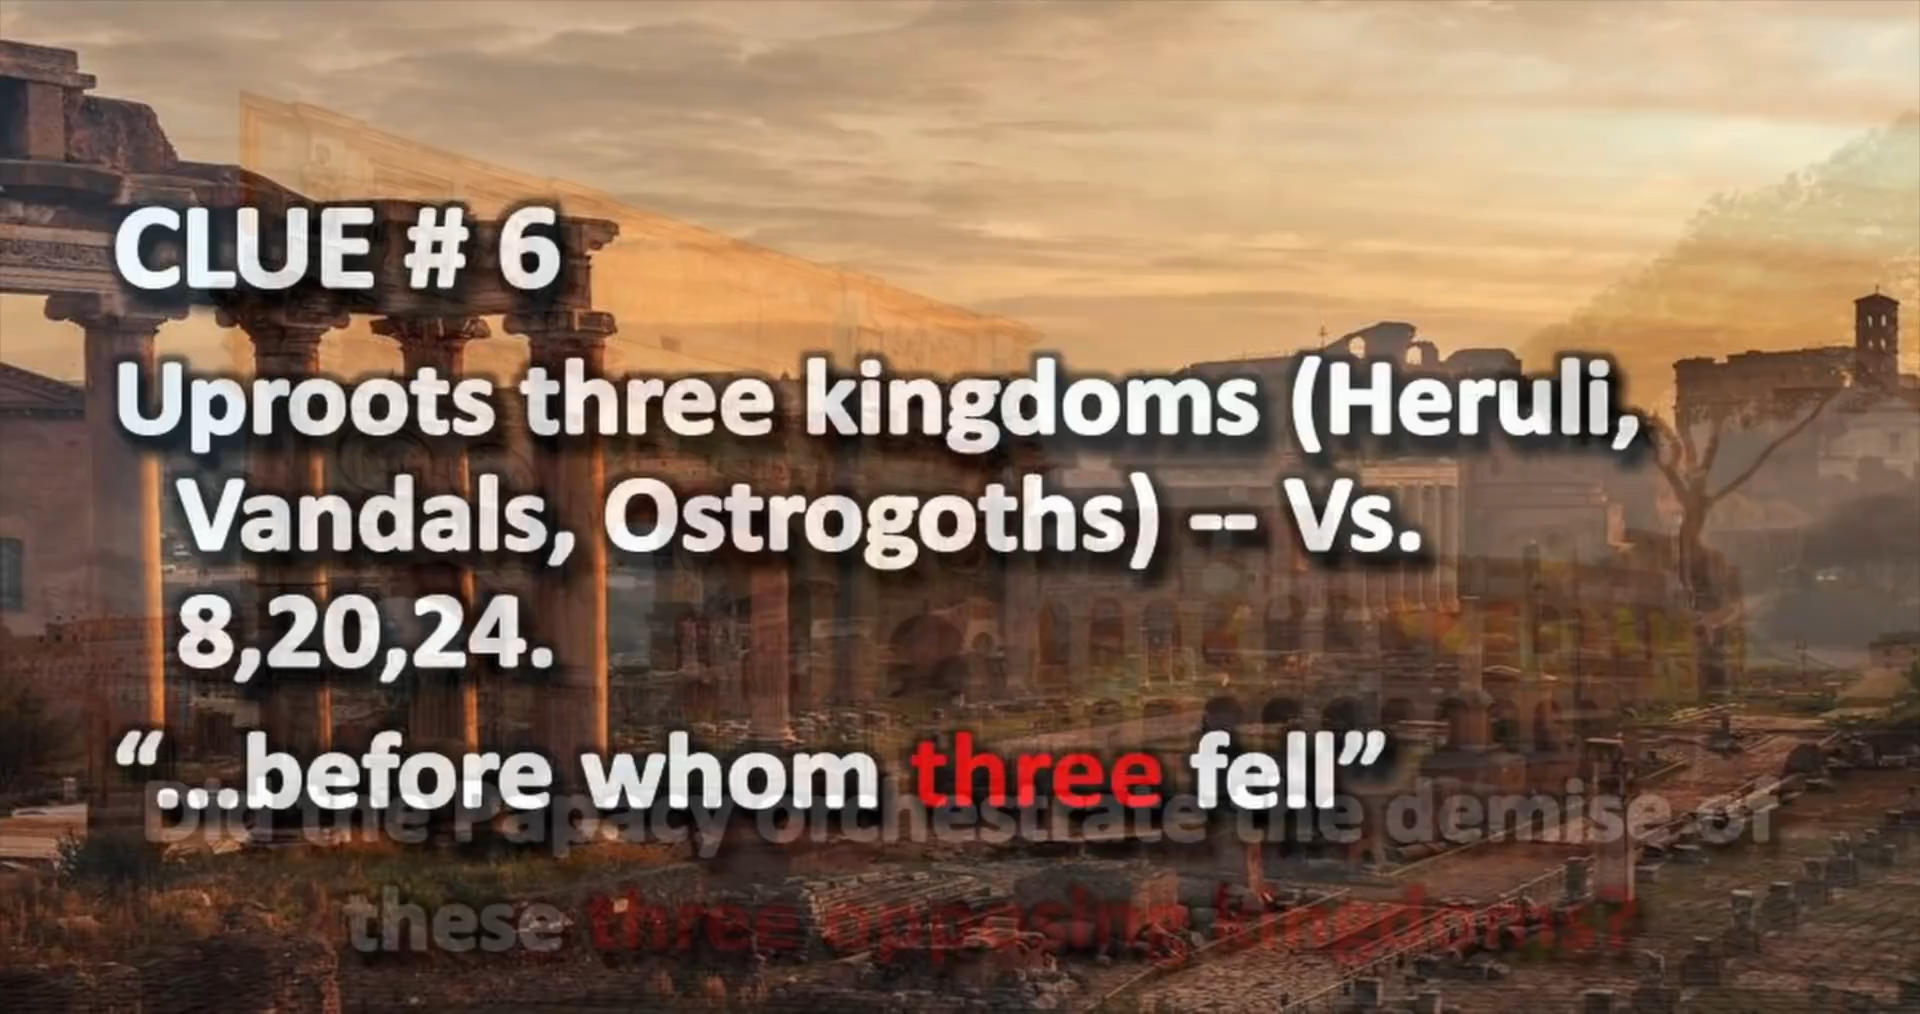 CLUE # 6
Uproots three kingdoms (Heruli,
Vandals, Ostrogoths) -- Vs.
8,20,24.
“...before whom three fell”
Did the Papacy orchestrate the demise of
these three opposing kingdoms?